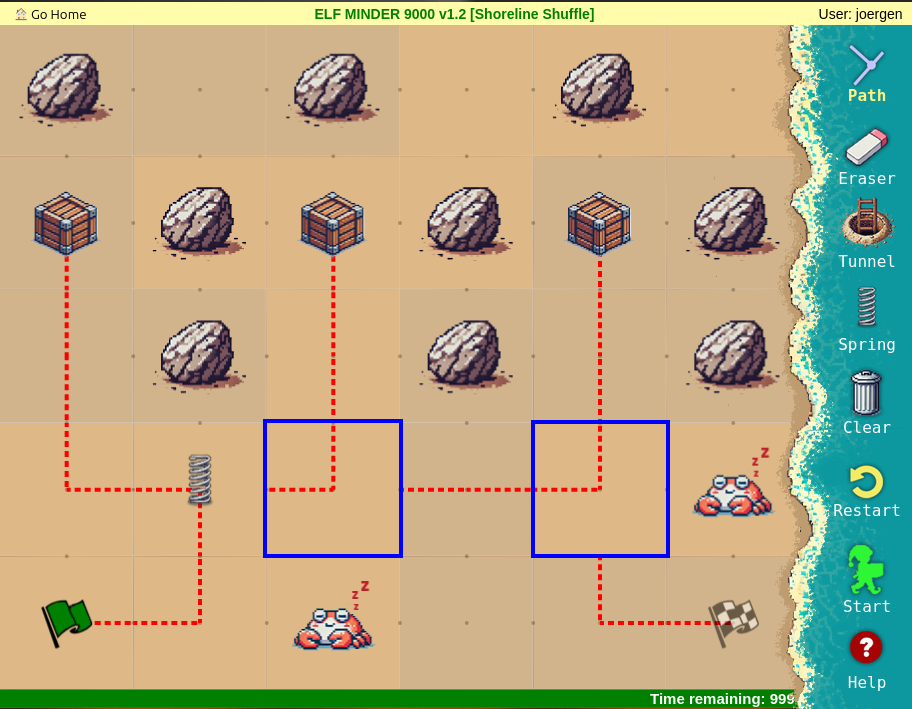 Go Home
ELF MINDER 9000 v1.2 [Shoreline Shuffle]
User: joergen
Path
Eraser
Tunnel
Spring
Clear
z
z
z
Restart
z
z
z
Start
?
Help
Time remaining: 999